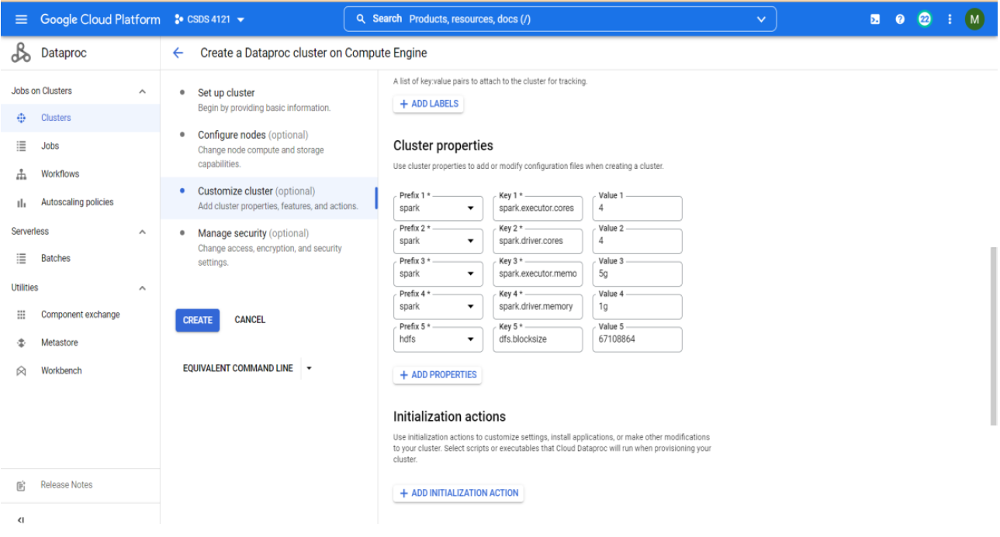 Google Cloud Platform
CSDS 4121
Search Products, resources, docs (/)
22
M
Dataproc
Create a Dataproc cluster on Compute Engine
Jobs on Clusters
Clusters
Jobs
Workflows
Autoscaling policies
Serverless
Batches
Utilities
Component exchange
Metastore
Workbench
Release Notes
Set up cluster
Begin by providing basic information.
Configure nodes (optional)
Change node compute and storage
capabilities.
Customize cluster (optional)
Add cluster properties, features, and actions.
Manage security (optional)
Change access, encryption, and security
settings.
CREATE CANCEL
EQUIVALENT COMMAND LINE
A list of key:value pairs to attach to the cluster for tracking.
+ ADD LABELS
Cluster properties
Use cluster properties to add or modify configuration files when creating a cluster.
Prefix 1 * Key 1 * Value 1
spark spark.executor.cores 4
Prefix 2 * Key 2 * Value 2
spark spark.driver.cores 4
Prefix 3 * Key 3 * Value 3
spark spark.executor.memo 5g
Prefix 4 * Key 4 * Value 4
spark spark.driver.memory 1g
Prefix 5 * Key 5 * Value 5
hdfs dfs.blocksize 67108864
+ ADD PROPERTIES
Initialization actions
Use initialization actions to customize settings, install applications, or make other modifications
to your cluster. Select scripts or executables that Cloud Dataproc will run when provisioning your
cluster.
+ ADD INITIALIZATION ACTION